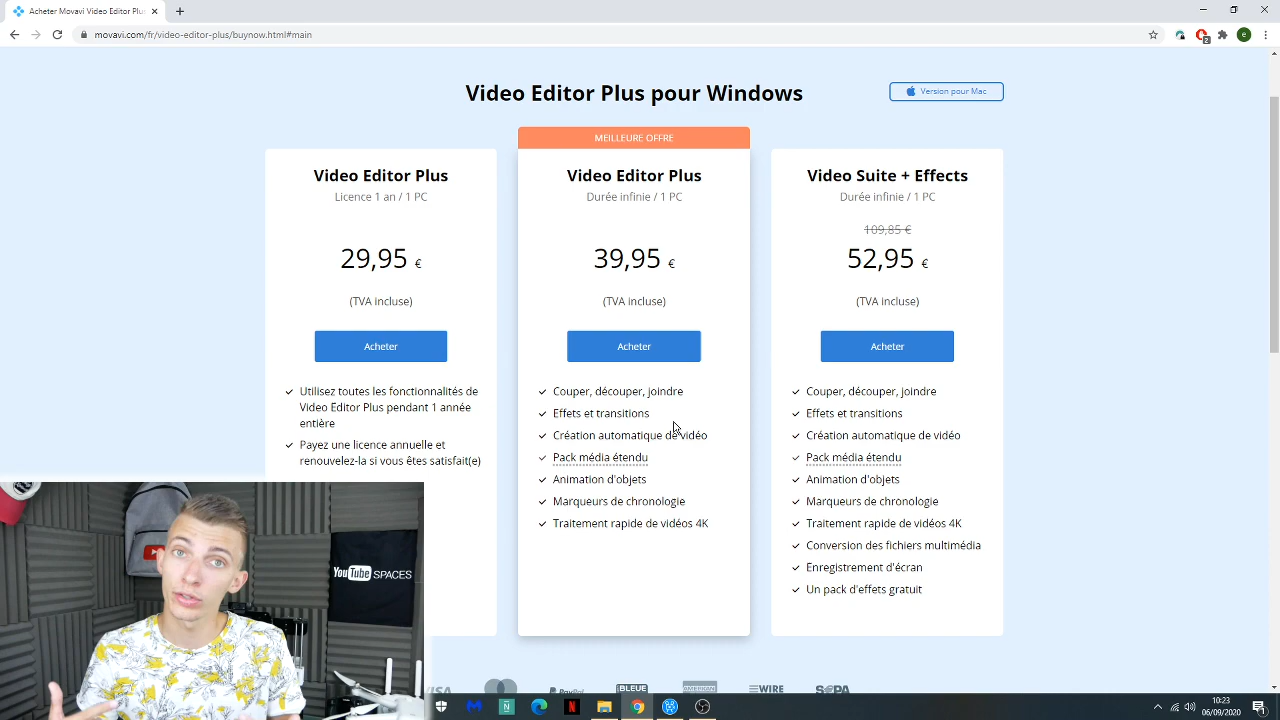 Acheter Movavi Video Editor Plus
movavi.com/fr/video-editor-plus/buynow.html#main
2
e
Video Editor Plus pour Windows
Version pour Mac
MEILLEURE OFFRE
Video Editor Plus
Licence 1 an / 1 PC
29,95 €
(TVA incluse)
Acheter
Utilisez toutes les fonctionnalités de
Video Editor Plus pendant 1 année
entière
Payez une licence annuelle et
renouvelez-la si vous êtes satisfait(e)
Video Editor Plus
Durée infinie / 1 PC
39,95 €
(TVA incluse)
Acheter
Couper, découper, joindre
Effets et transitions
Création automatique de vidéo
Pack média étendu
Animation d'objets
Marqueurs de chronologie
Traitement rapide de vidéos 4K
Video Suite + Effects
Durée infinie / 1 PC
109,85 €
52,95 €
(TVA incluse)
Acheter
Couper, découper, joindre
Effets et transitions
Création automatique de vidéo
Pack média étendu
Animation d'objets
Marqueurs de chronologie
Traitement rapide de vidéos 4K
Conversion des fichiers multimédia
Enregistrement d'écran
Un pack d'effets gratuit
YouTube SPACES
PayPal
BLEUE
AMERICAN
WIRE
SEPA
10:23
06/09/2020